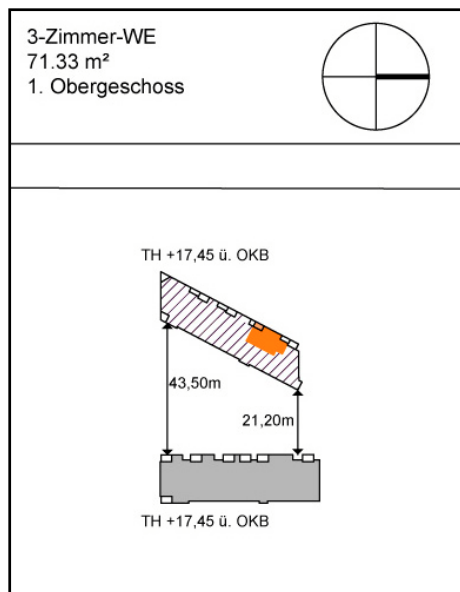 3-Zimmer-WE
71.33 m²
1. Obergeschoss
TH +17,45 ü. OKB
43,50m
21,20m
TH +17,45 ü. OKB